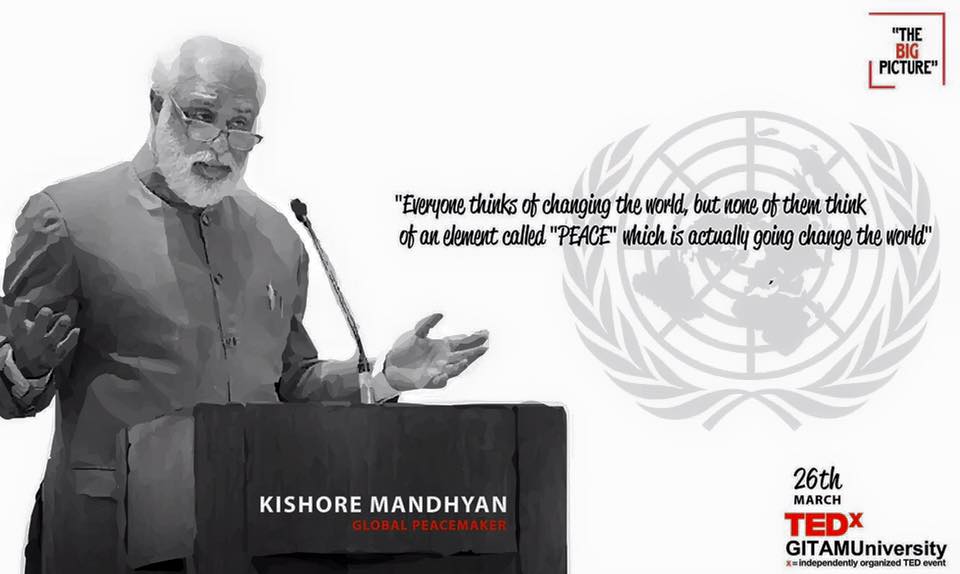 "THE
BIG
PICTURE"
"Everyone thinks of changing the world, but none of them think
of an element called "PEACE" which is actually going change the world"
KISHORE MANDHYAN
GLOBAL PEACEMAKER
26th
MARCH
TEDx
GITAMUniversity
x = independently organized TED event